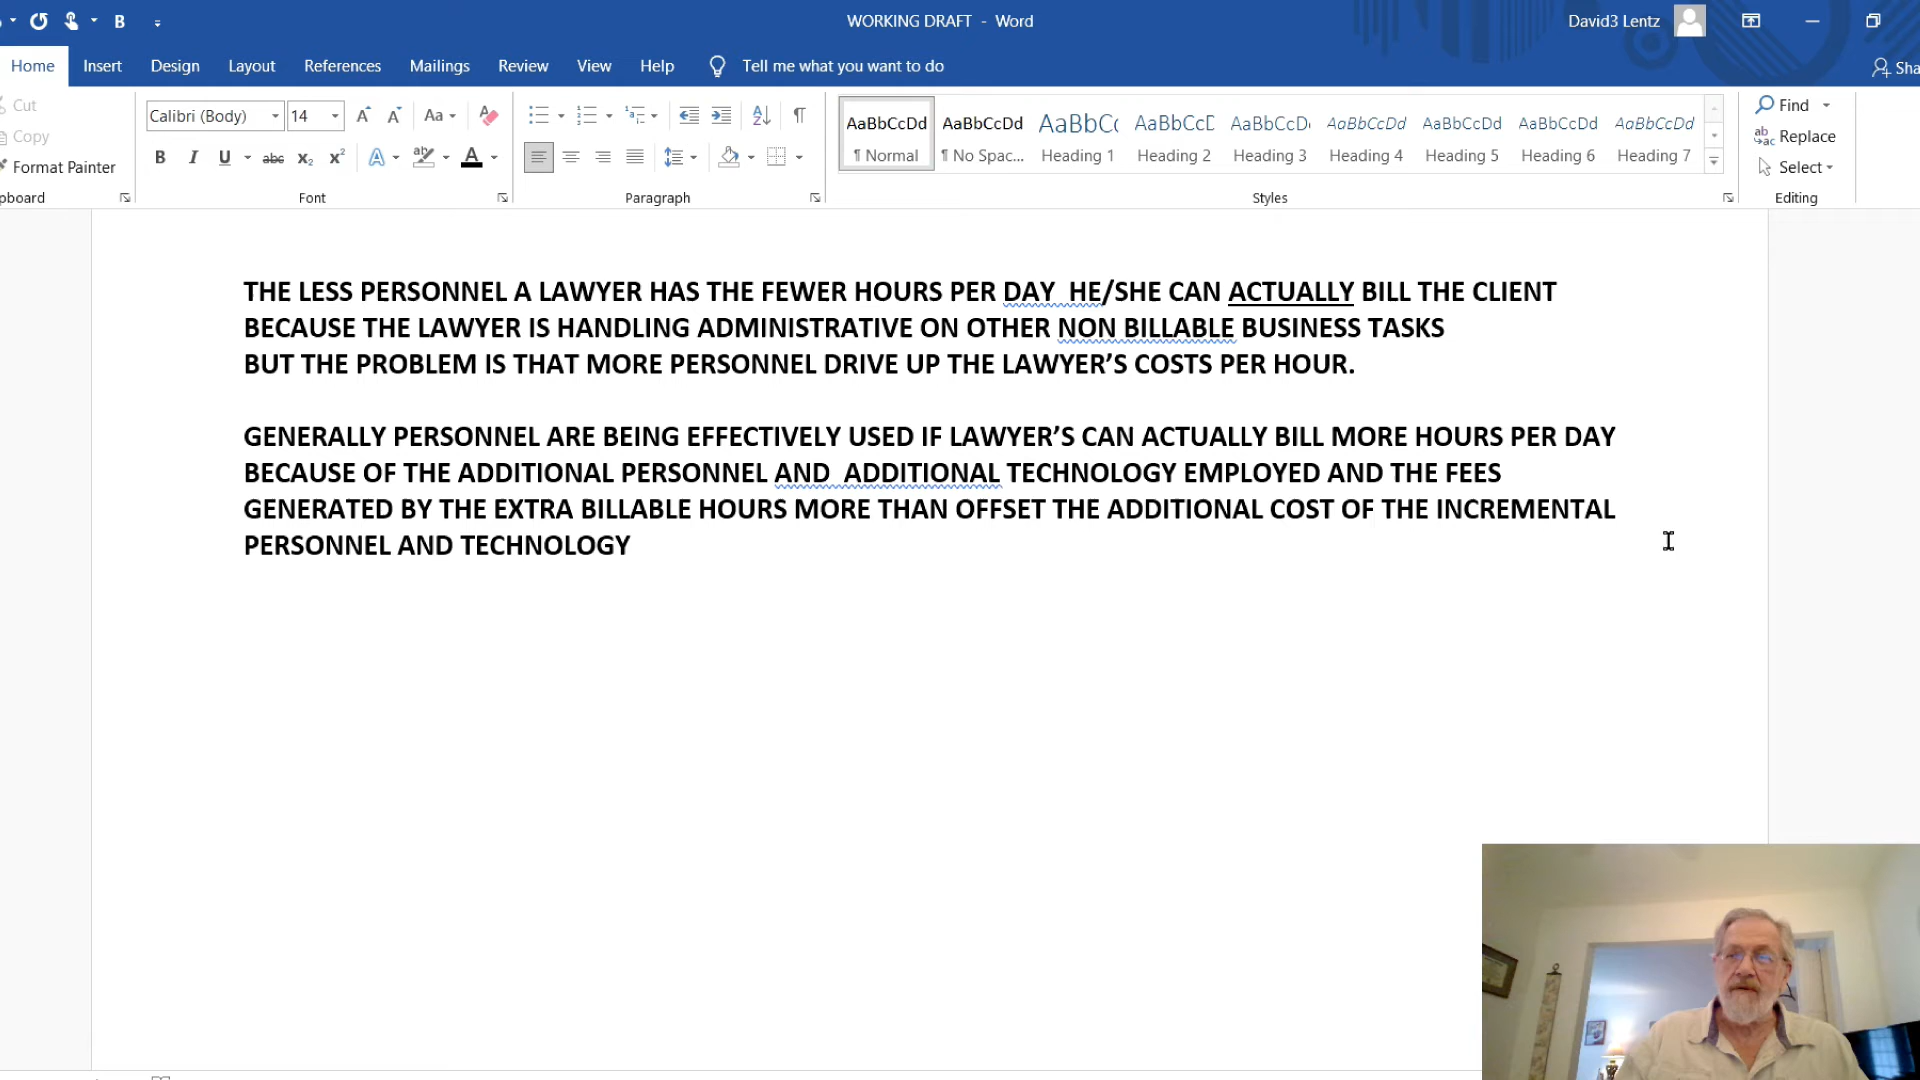 B
WORKING DRAFT - Word
David3 Lentz
Home Insert Design Layout References Mailings Review View Help Tell me what you want to do
Cut
Calibri (Body) 14 Aa
AaBbCcDd AaBbCcDd AaBbCc AaBbCcD AaBbCcDd AaBbCcDd AaBbCcDd AaBbCcDd AaBbCcDd
Find
Copy
Replace
Format Painter
B I U abc X₂ X² A ab A
¶ Normal ¶ No Spac... Heading 1 Heading 2 Heading 3 Heading 4 Heading 5 Heading 6 Heading 7
Select
Font Paragraph Styles Editing
THE LESS PERSONNEL A LAWYER HAS THE FEWER HOURS PER DAY  HE/SHE CAN ACTUALLY BILL THE CLIENT
BECAUSE THE LAWYER IS HANDLING ADMINISTRATIVE ON OTHER NON BILLABLE BUSINESS TASKS
BUT THE PROBLEM IS THAT MORE PERSONNEL DRIVE UP THE LAWYER’S COSTS PER HOUR.
GENERALLY PERSONNEL ARE BEING EFFECTIVELY USED IF LAWYER’S CAN ACTUALLY BILL MORE HOURS PER DAY
BECAUSE OF THE ADDITIONAL PERSONNEL AND  ADDITIONAL TECHNOLOGY EMPLOYED AND THE FEES
GENERATED BY THE EXTRA BILLABLE HOURS MORE THAN OFFSET THE ADDITIONAL COST OF THE INCREMENTAL
PERSONNEL AND TECHNOLOGY